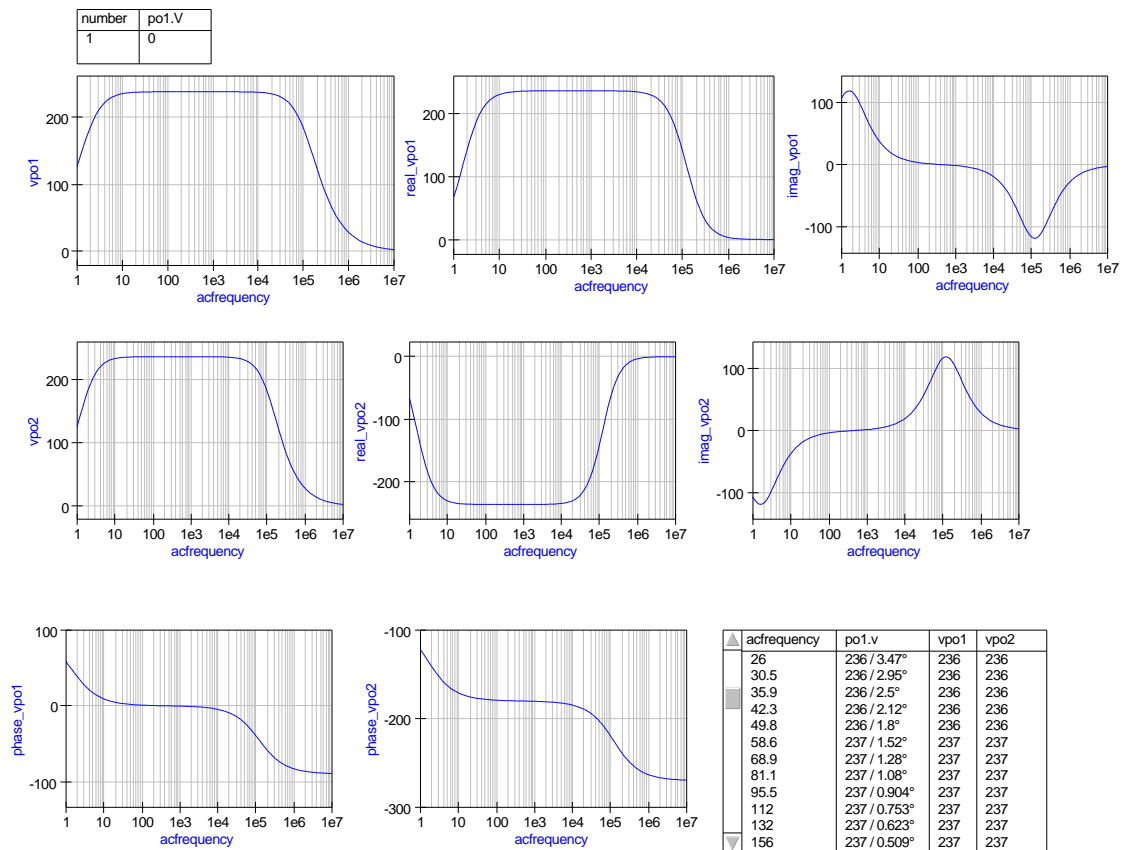 number po1.V
1 0
vpo1
200
100
0
1 10 100 1e3 1e4 1e5 1e6 1e7
acfrequency
real_vpo1
200
100
0
1 10 100 1e3 1e4 1e5 1e6 1e7
acfrequency
imag_vpo1
100
0
-100
1 10 100 1e3 1e4 1e5 1e6 1e7
acfrequency
vpo2
200
100
0
1 10 100 1e3 1e4 1e5 1e6 1e7
acfrequency
real_vpo2
0
-100
-200
1 10 100 1e3 1e4 1e5 1e6 1e7
acfrequency
imag_vpo2
100
0
-100
1 10 100 1e3 1e4 1e5 1e6 1e7
acfrequency
phase_vpo1
100
0
-100
1 10 100 1e3 1e4 1e5 1e6 1e7
acfrequency
phase_vpo2
-100
-200
-300
1 10 100 1e3 1e4 1e5 1e6 1e7
acfrequency
acfrequency po1.v vpo1 vpo2
26 236 / 3.47° 236 236
30.5 236 / 2.95° 236 236
35.9 236 / 2.5° 236 236
42.3 236 / 2.12° 236 236
49.8 236 / 1.8° 236 236
58.6 237 / 1.52° 237 237
68.9 237 / 1.28° 237 237
81.1 237 / 1.08° 237 237
95.5 237 / 0.904° 237 237
112 237 / 0.753° 237 237
132 237 / 0.623° 237 237
156 237 / 0.509° 237 237